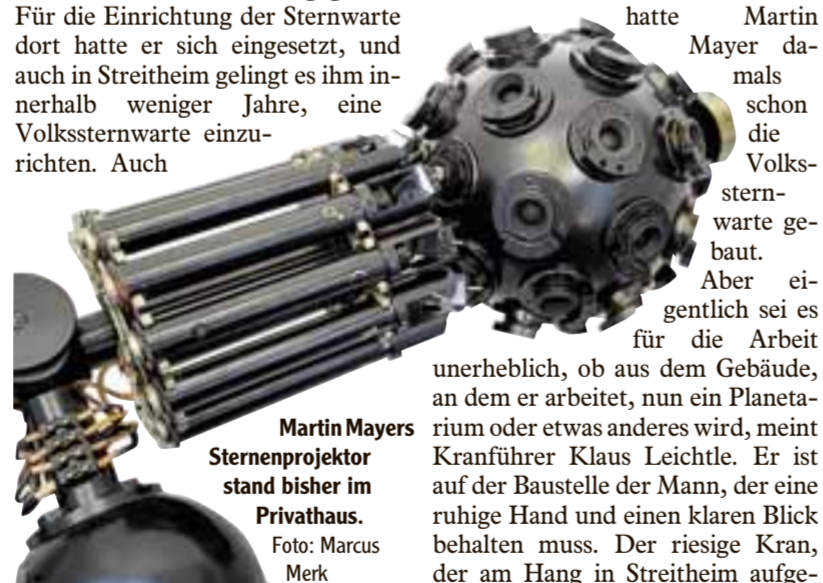 Für die Einrichtung der Sternwarte
dort hatte er sich eingesetzt, und
auch in Streitheim gelingt es ihm in-
nerhalb weniger Jahre, eine
Volkssternwarte einzu-
richten. Auch
hatte Martin
Mayer da-
mals
schon
die
Volks-
stern-
warte ge-
baut.
Aber ei-
gentlich sei es
für die Arbeit
unerheblich, ob aus dem Gebäude,
an dem er arbeitet, nun ein Planeta-
rium oder etwas anderes wird, meint
Kranführer Klaus Leichtle. Er ist
auf der Baustelle der Mann, der eine
ruhige Hand und einen klaren Blick
behalten muss. Der riesige Kran,
der am Hang in Streitheim aufge-
Martin Mayers
Sternenprojektor
stand bisher im
Privathaus.
Foto: Marcus
Merk